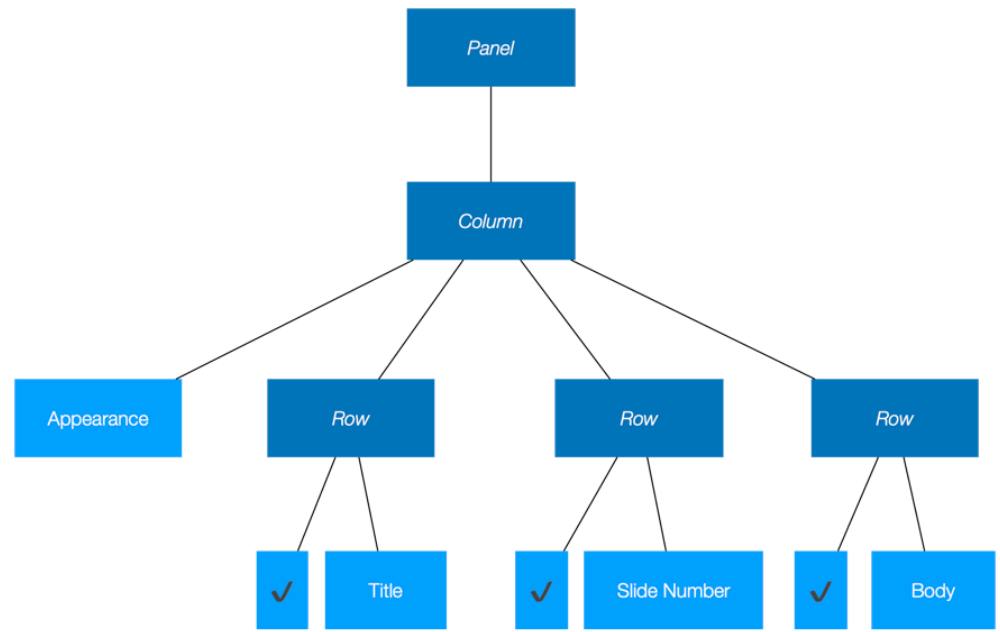 Panel
Column
Appearance
Row
Row
Row
✓
Title
✓
Slide Number
✓
Body